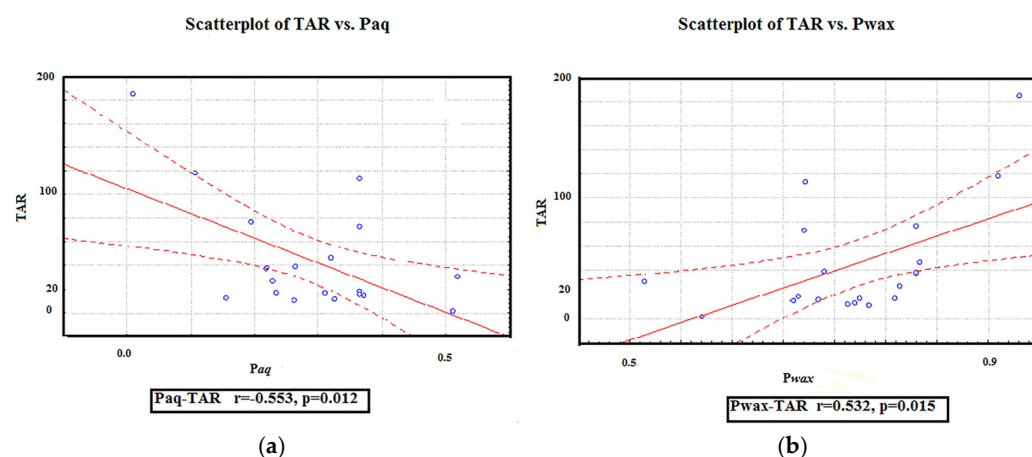 Scatterplot of TAR vs. Paq
200
100
20
0
TAR
0.0
0.5
Paq
Paq-TAR r=-0.553, p=0.012
(a)
Scatterplot of TAR vs. Pwax
200
100
20
0
TAR
0.5
0.9
Pwax
Pwax-TAR r=0.532, p=0.015
(b)